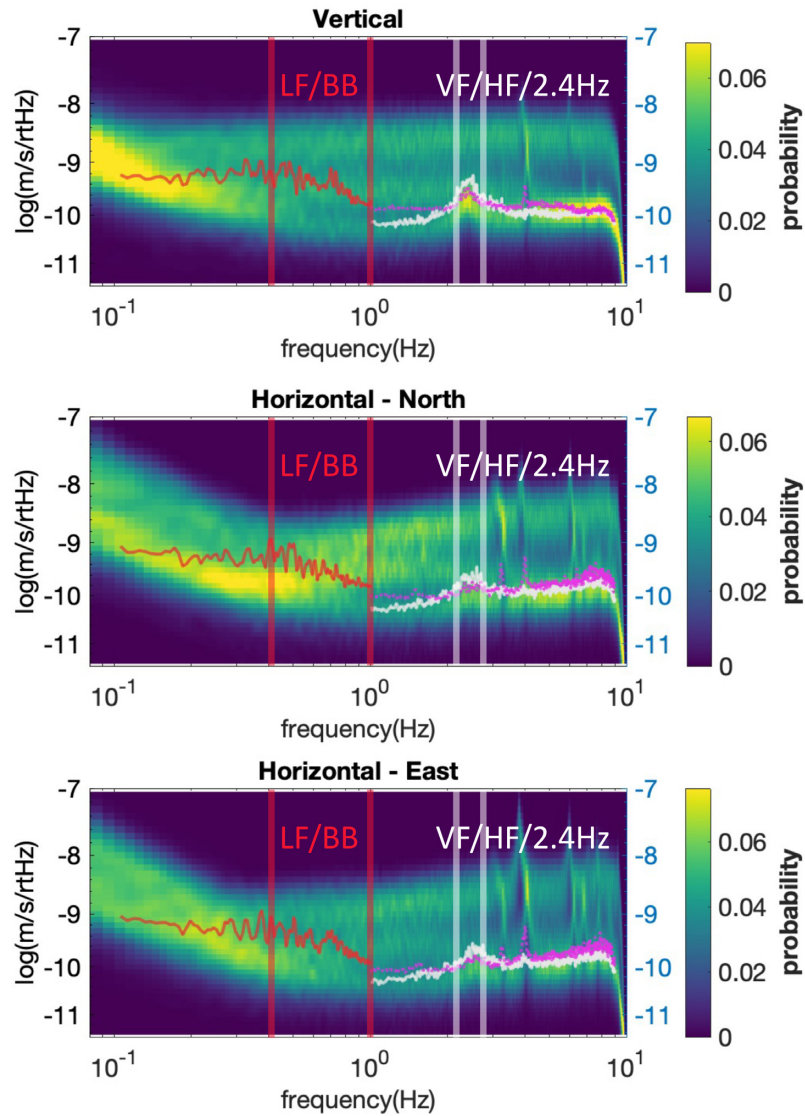 Vertical
-7
-8
-9
-10
-11
log(m/s/rtHz)
LF/BB
VF/HF/2.4Hz
-7
-8
-9
-10
-11
10^-1
10^0
10^1
frequency(Hz)
0.06
0.04
0.02
0
probability
Horizontal - North
-7
-8
-9
-10
-11
log(m/s/rtHz)
LF/BB
VF/HF/2.4Hz
-7
-8
-9
-10
-11
10^-1
10^0
10^1
frequency(Hz)
0.06
0.04
0.02
0
probability
Horizontal - East
-7
-8
-9
-10
-11
log(m/s/rtHz)
LF/BB
VF/HF/2.4Hz
-7
-8
-9
-10
-11
10^-1
10^0
10^1
frequency(Hz)
0.06
0.04
0.02
0
probability